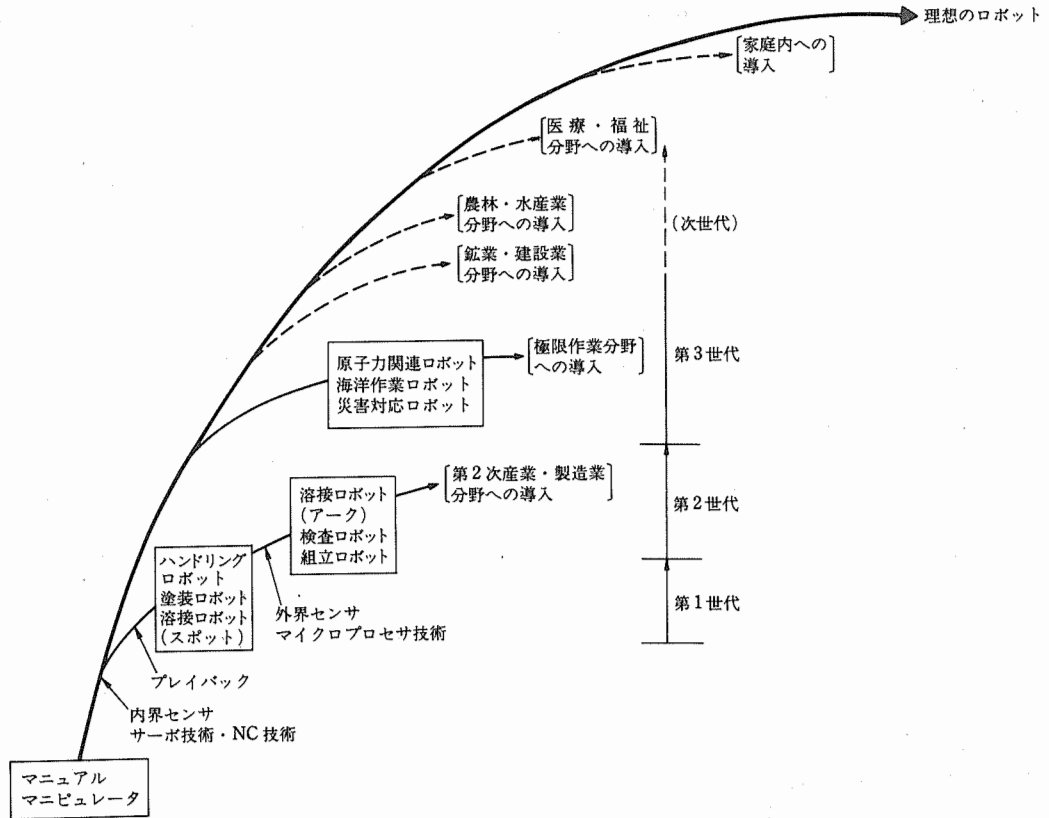 理想のロボット
家庭内への
導入
医療・福祉
分野への導入
農林・水産業
分野への導入
(次世代)
鉱業・建設業
分野への導入
原子力関連ロボット
海洋作業ロボット
災害対応ロボット
極限作業分野
への導入
第3世代
溶接ロボット
(アーク)
検査ロボット
組立ロボット
第2次産業・製造業
分野への導入
第2世代
ハンドリング
ロボット
塗装ロボット
溶接ロボット
(スポット)
外界センサ
マイクロプロセサ技術
第1世代
プレイバック
内界センサ
サーボ技術・NC技術
マニュアル
マニピュレータ